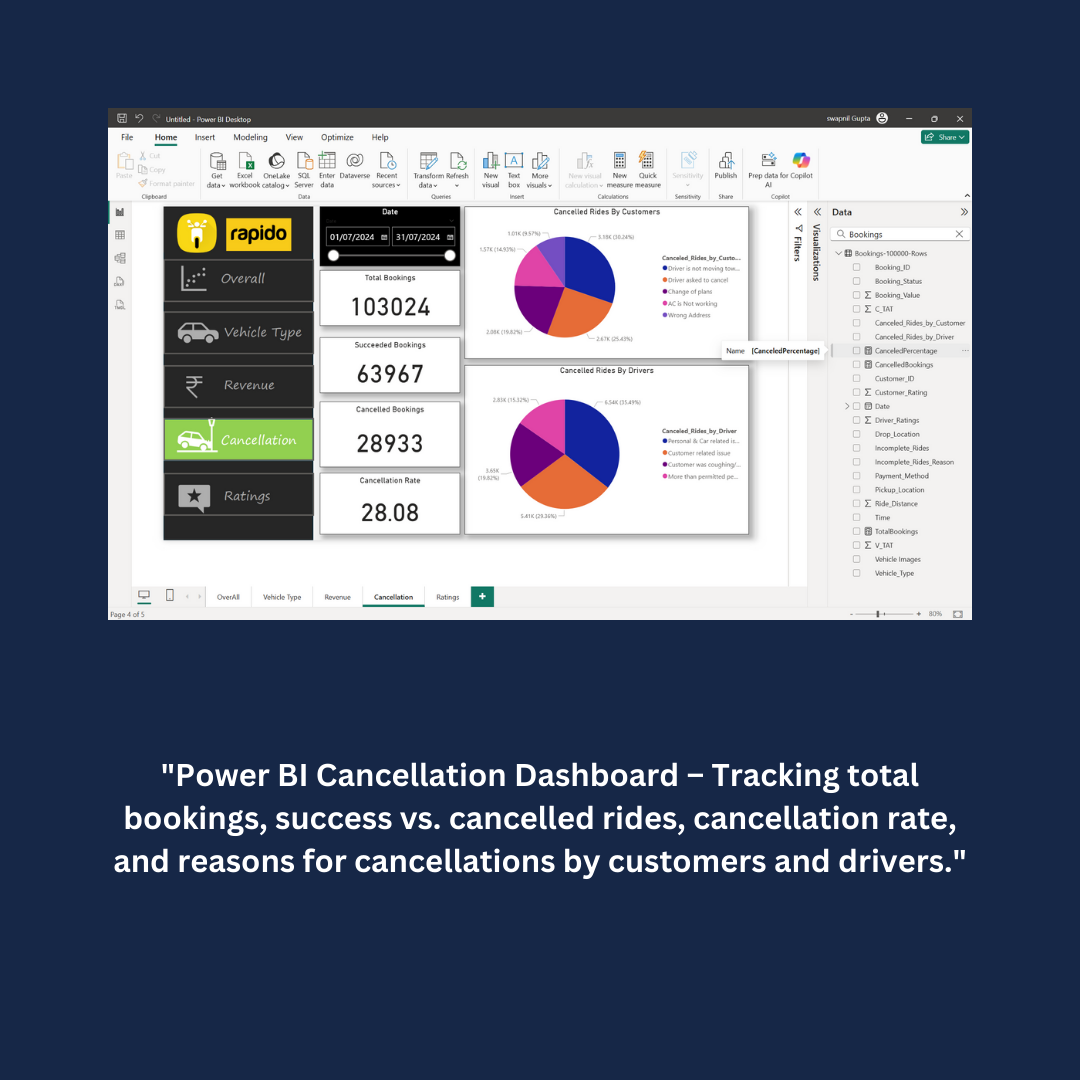 Untitled - Power BI Desktop
swapnil Gupta
File Home Insert Modeling View Optimize Help
Share
Paste
Cut
Copy
Format painter
Clipboard
Get data
Excel workbook
OneLake catalog
SQL Server
Enter data
Dataverse
Recent sources
Data
Transform data
Refresh
Queries
New visual
Text box
More visuals
Insert
New visual calculation
New measure
Quick measure
Calculations
Sensitivity
Sensitivity
Publish
Share
Prep data for AI
Copilot
Copilot
rapido
Overall
Vehicle Type
Revenue
Cancellation
Ratings
Date
01/07/2024
31/07/2024
Total Bookings
103024
Succeeded Bookings
63967
Cancelled Bookings
28933
Cancellation Rate
28.08
Cancelled Rides By Customers
1.01K (9.57%)
3.19K (30.24%)
1.57K (14.93%)
2.08K (19.82%)
2.67K (25.43%)
Canceled_Rides_by_Custo...
Driver is not moving tow...
Driver asked to cancel
Change of plans
AC is Not working
Wrong Address
Cancelled Rides By Drivers
2.83K (15.32%)
6.54K (35.49%)
3.65K
(19.82%)
5.41K (29.36%)
Canceled_Rides_by_Driver
Personal & Car related is...
Customer related issue
Customer was coughing/...
More than permitted pe...
Name [CanceledPercentage]
Filters
Visualizations
Data
Bookings
Bookings-100000-Rows
Booking_ID
Booking_Status
Booking_Value
C_TAT
Canceled_Rides_by_Customer
Canceled_Rides_by_Driver
CanceledPercentage
CancelledBookings
Customer_ID
Customer_Rating
Date
Driver_Ratings
Drop_Location
Incomplete_Rides
Incomplete_Rides_Reason
Payment_Method
Pickup_Location
Ride_Distance
Time
TotalBookings
V_TAT
Vehicle Images
Vehicle_Type
OverAll Vehicle Type Revenue Cancellation Ratings +
Page 4 of 5
- + 80%
"Power BI Cancellation Dashboard – Tracking total
bookings, success vs. cancelled rides, cancellation rate,
and reasons for cancellations by customers and drivers."